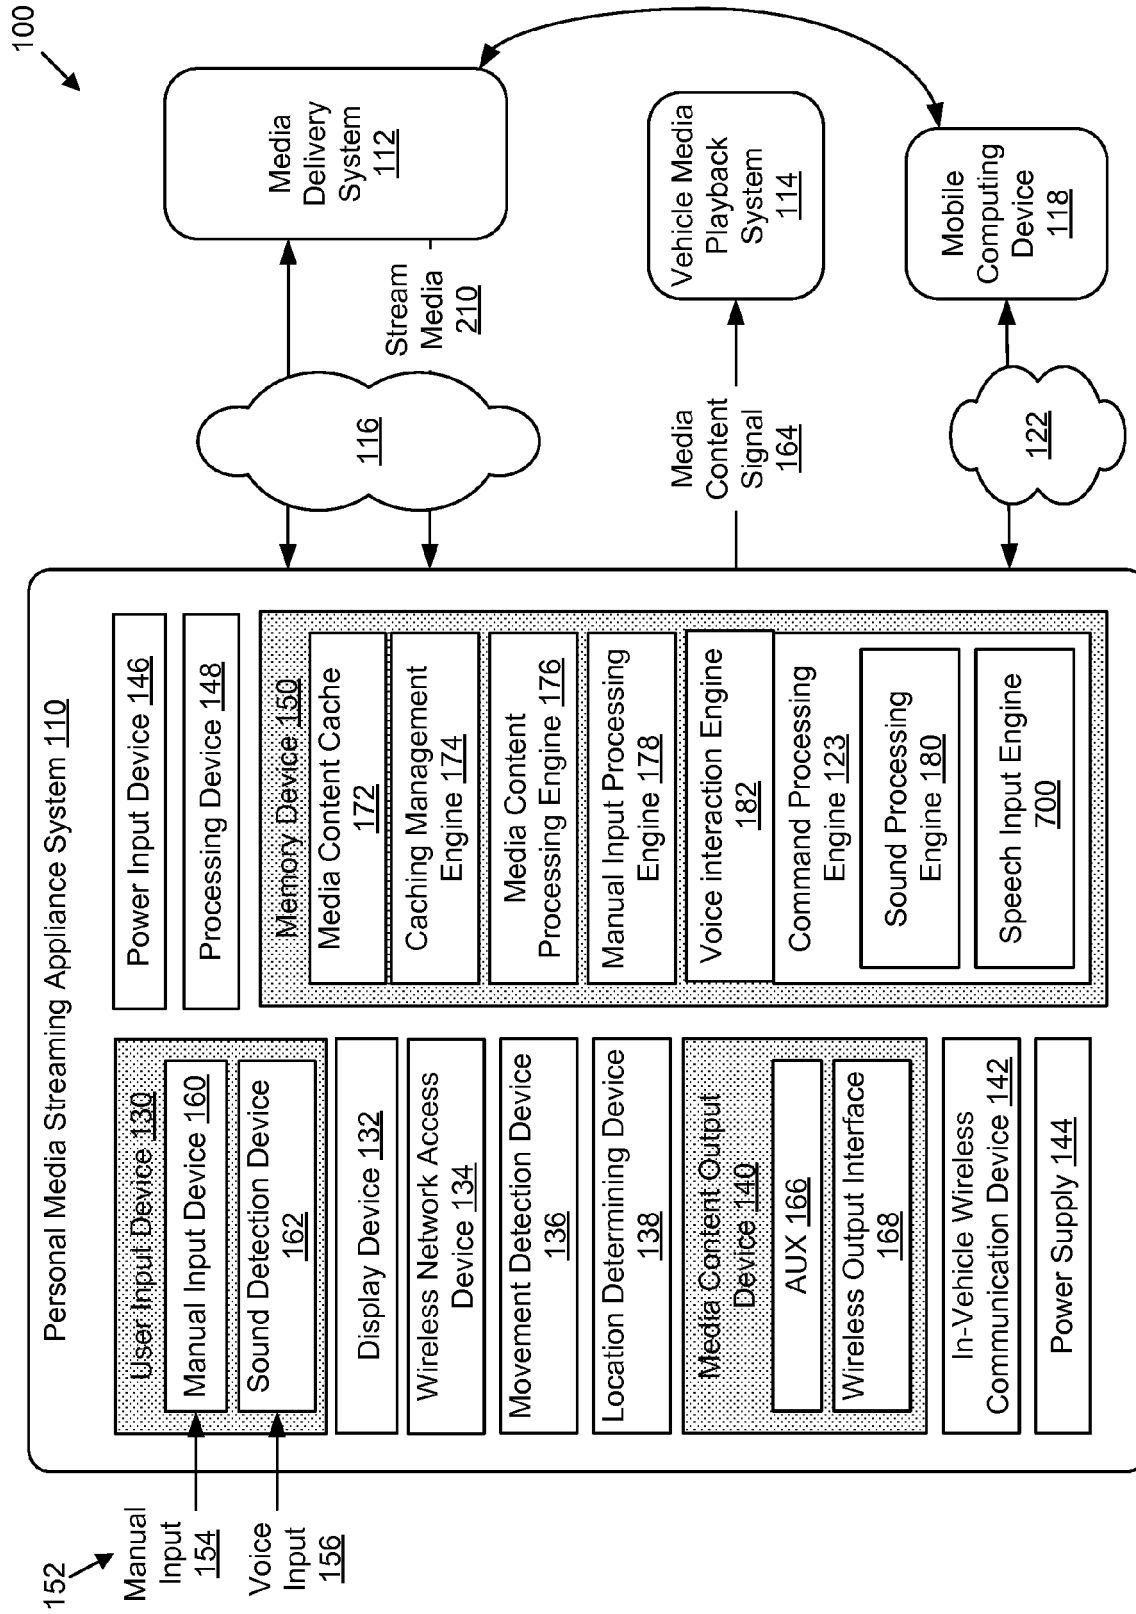 100
152
Manual
Input
154
Voice
Input
156
Personal Media Streaming Appliance System 110
User Input Device 130
Manual Input Device 160
Sound Detection Device
162
Display Device 132
Wireless Network Access
Device 134
Movement Detection Device
136
Location Determining Device
138
Media Content Output
Device 140
AUX 166
Wireless Output Interface
168
In-Vehicle Wireless
Communication Device 142
Power Supply 144
Power Input Device 146
Processing Device 148
Memory Device 150
Media Content Cache
172
Caching Management
Engine 174
Media Content
Processing Engine 176
Manual Input Processing
Engine 178
Voice interaction Engine
182
Command Processing
Engine 123
Sound Processing
Engine 180
Speech Input Engine
700
116
Stream
Media
210
Media
Delivery
System
112
Media
Content
Signal
164
Vehicle Media
Playback
System
114
122
Mobile
Computing
Device
118